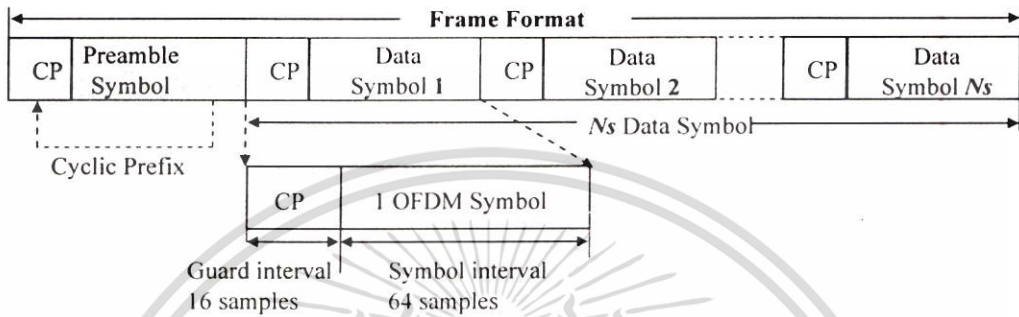 Frame Format
CP
Preamble
Symbol
CP
Data
Symbol 1
CP
Data
Symbol 2
CP
Data
Symbol Ns
Ns Data Symbol
Cyclic Prefix
CP
1 OFDM Symbol
Guard interval
16 samples
Symbol interval
64 samples